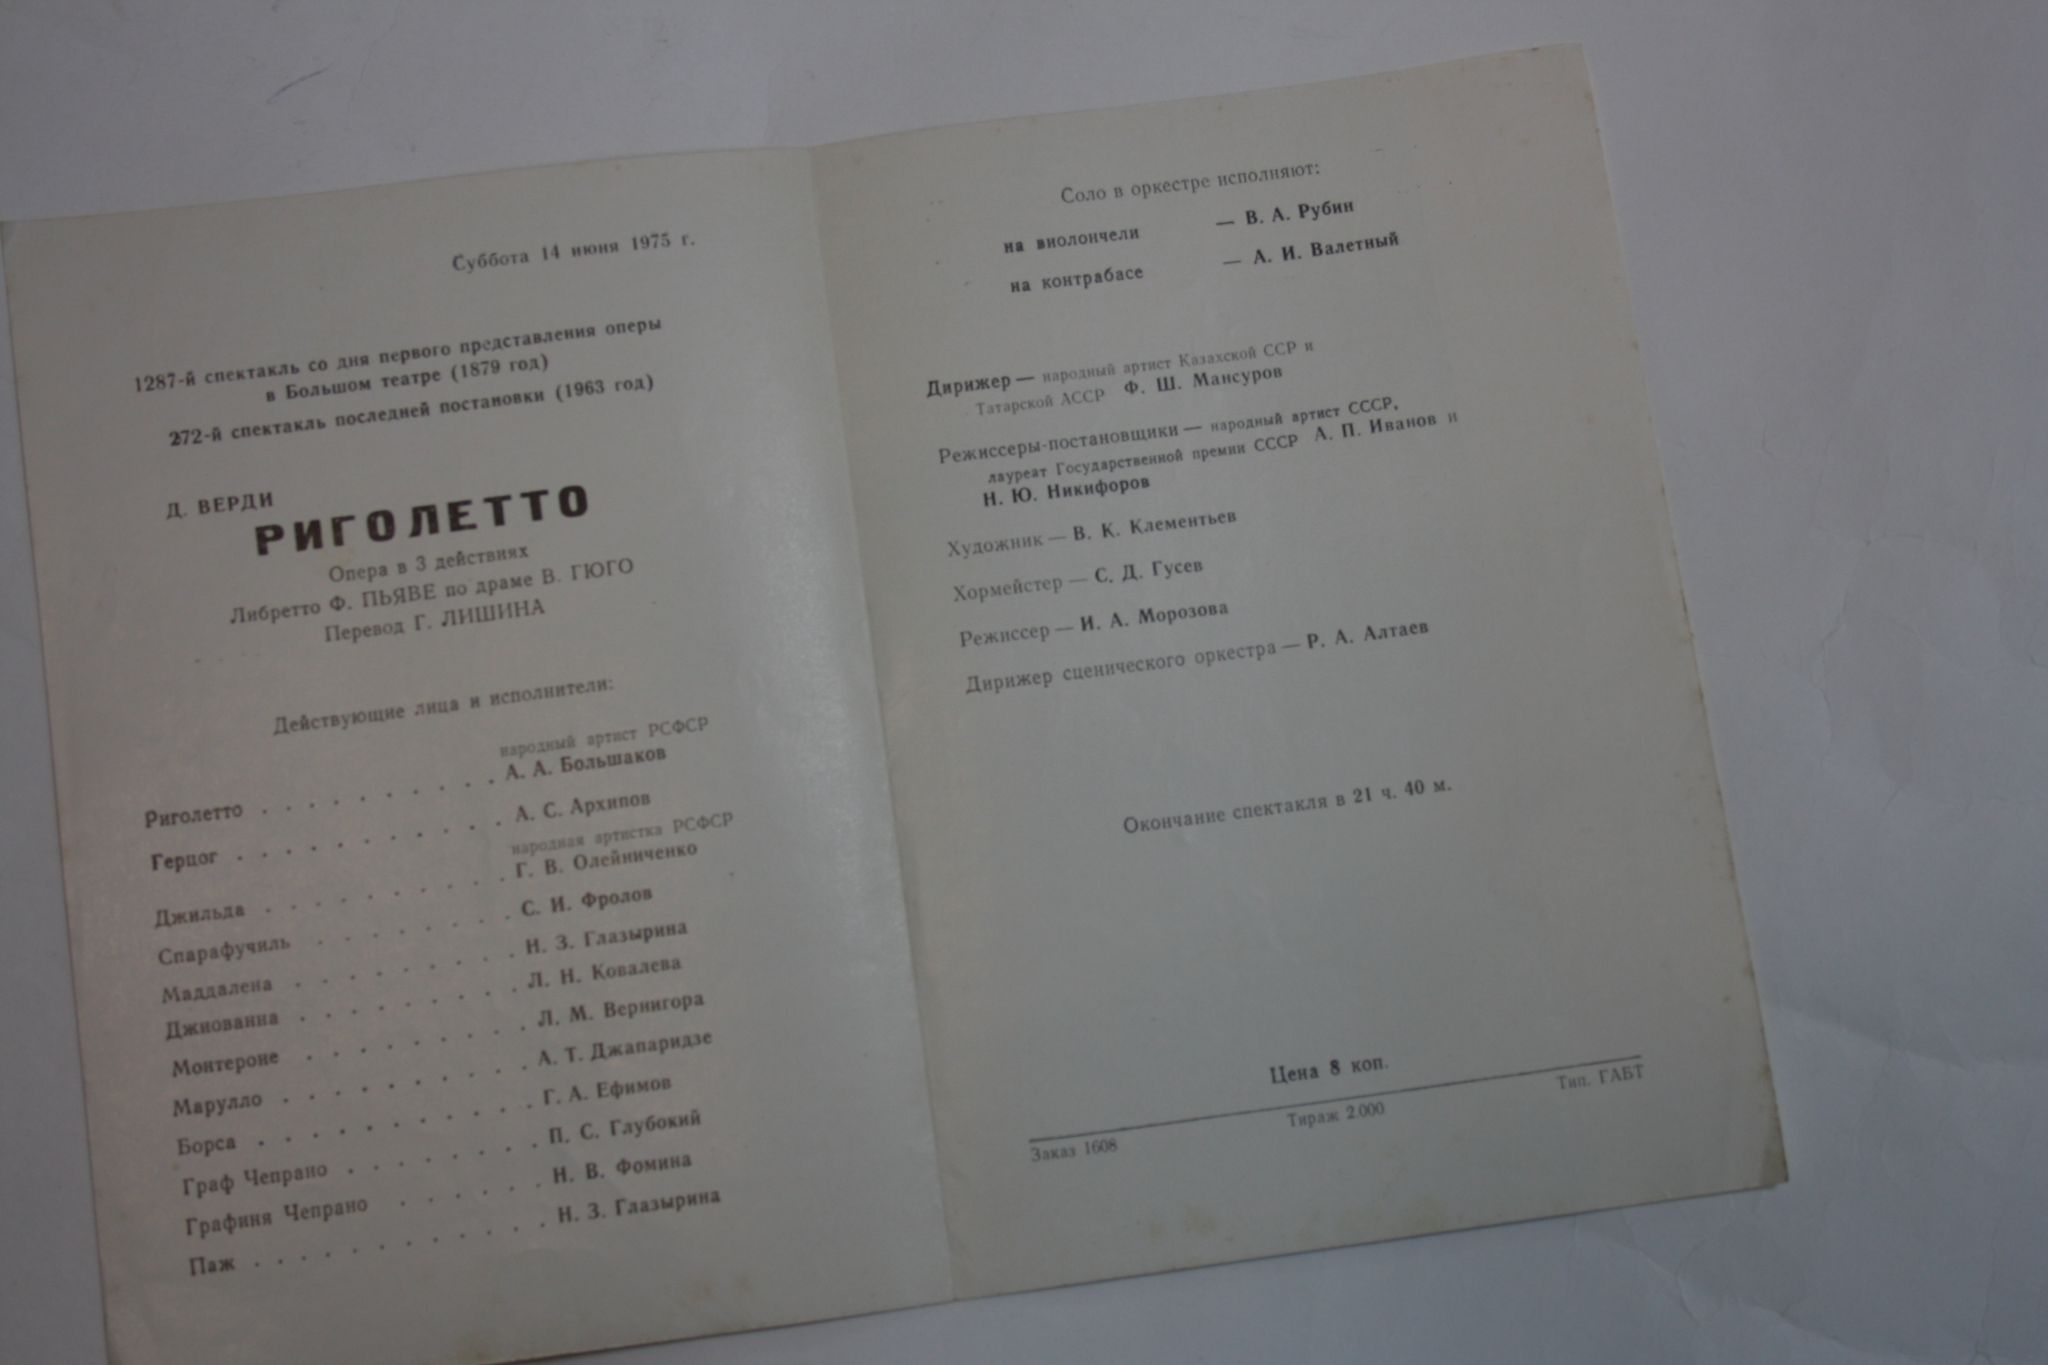 Суббота 14 июня 1975 г.
1287-й спектакль со дня первого представления оперы
в Большом театре (1879 год)
272-й спектакль последней постановки (1963 год)
Д. ВЕРДИ
РИГОЛЕТТО
Опера в 3 действиях
Либретто Ф. ПЬЯВЕ по драме В. ГЮГО
Перевод Г. ЛИШИНА
Действующие лица и исполнители:
народный артист РСФСР
Риголетто . . . . . . . . . . А. А. Большаков
Герцог . . . . . . . . . . . А. С. Архипов
народная артистка РСФСР
Джильда . . . . . . . . . . Г. В. Олейниченко
Спарафучиль . . . . . . . . С. И. Фролов
Маддалена . . . . . . . . . Н. З. Глазырина
Джиованна . . . . . . . . . Л. Н. Ковалева
Монтероне . . . . . . . . . Л. М. Вернигора
Марулло . . . . . . . . . . А. Т. Джапаридзе
Борса . . . . . . . . . . . Г. А. Ефимов
Граф Чепрано . . . . . . . . П. С. Глубокий
Графиня Чепрано . . . . . . Н. В. Фомина
Паж . . . . . . . . . . . . Н. З. Глазырина
Соло в оркестре исполняют:
на виолончели — В. А. Рубин
на контрабасе — А. И. Валетный
Дирижер — народный артист Казахской ССР и
Татарской АССР Ф. Ш. Мансуров
Режиссеры-постановщики — народный артист СССР,
лауреат Государственной премии СССР А. П. Иванов и
Н. Ю. Никифоров
Художник — В. К. Клементьев
Хормейстер — С. Д. Гусев
Режиссер — И. А. Морозова
Дирижер сценического оркестра — Р. А. Алтаев
Окончание спектакля в 21 ч. 40 м.
Цена 8 коп.
Заказ 1608 Тираж 2.000 Тип. ГАБТ